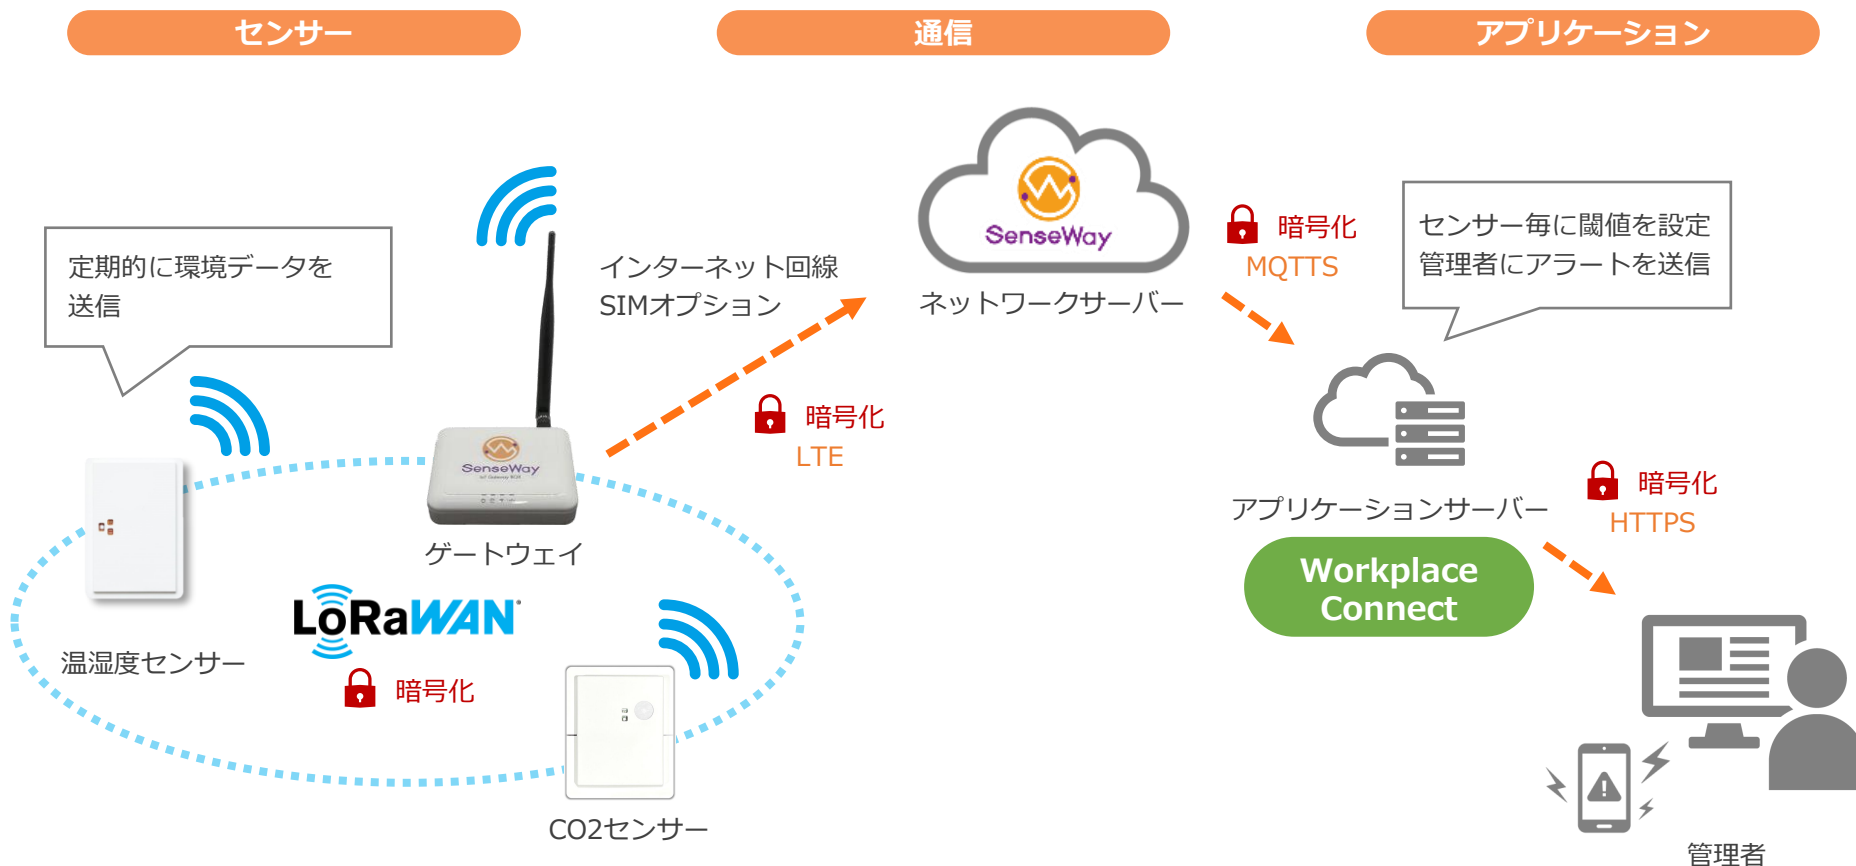 センサー
通信
アプリケーション
定期的に環境データを
送信
インターネット回線
SIMオプション
SenseWay
ネットワークサーバー
暗号化
MQTTS
センサー毎に閾値を設定
管理者にアラートを送信
暗号化
LTE
SenseWay
ゲートウェイ
アプリケーションサーバー
Workplace
Connect
暗号化
HTTPS
LoRaWAN
暗号化
温湿度センサー
CO2センサー
管理者